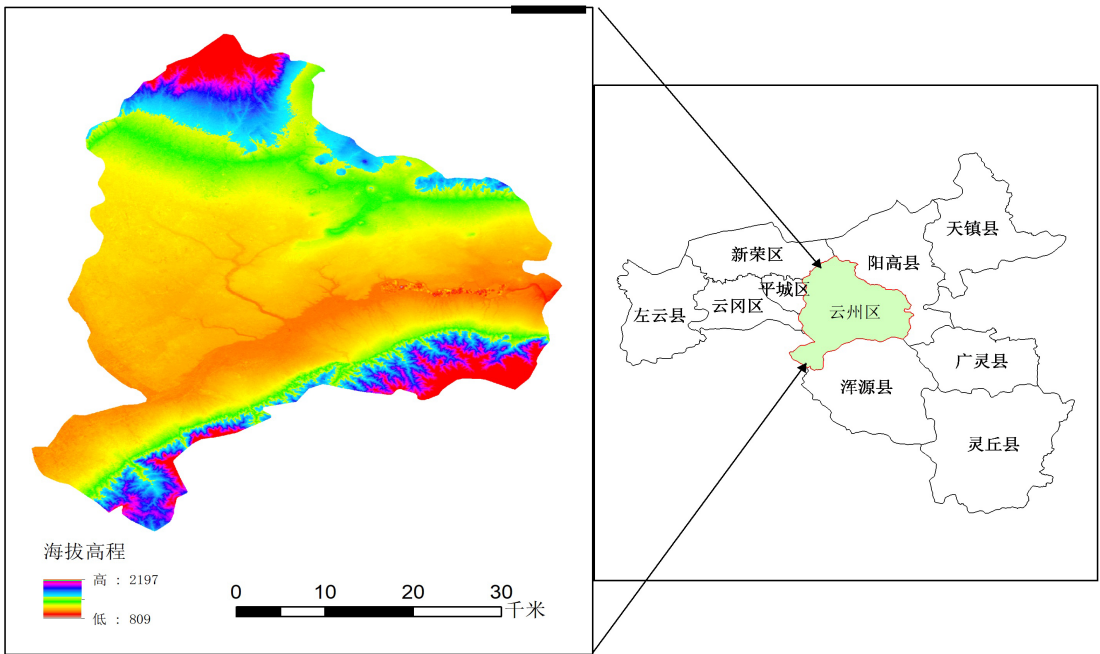 海拔高程
高 : 2197
低 : 809
0 10 20 30
千米
天镇县
新荣区
阳高县
平城区
左云县
云冈区
云州区
广灵县
浑源县
灵丘县